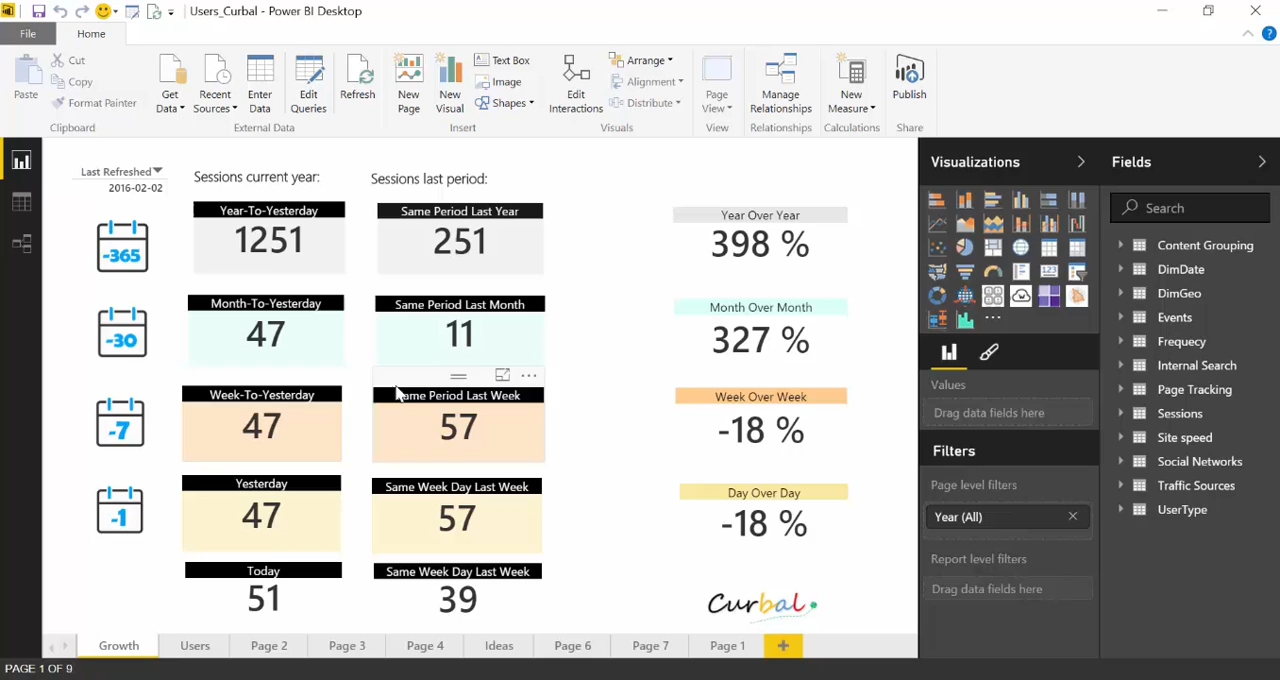 Users_Curbal - Power BI Desktop
File
Home
Paste
Cut
Copy
Format Painter
Clipboard
Get Data
Recent Sources
Enter Data
Edit Queries
Refresh
External Data
New Page
New Visual
Text Box
Image
Shapes
Insert
Edit Interactions
Arrange
Alignment
Distribute
Visuals
Page View
View
Manage Relationships
Relationships
New Measure
Calculations
Publish
Share
Last Refreshed
2016-02-02
Sessions current year:
Sessions last period:
-365
Year-To-Yesterday
1251
Same Period Last Year
251
Year Over Year
398 %
-30
Month-To-Yesterday
47
Same Period Last Month
11
Month Over Month
327 %
-7
Week-To-Yesterday
47
ame Period Last Week
57
Week Over Week
-18 %
-1
Yesterday
47
Same Week Day Last Week
57
Day Over Day
-18 %
Today
51
Same Week Day Last Week
39
Curbal
Visualizations
R
123
Values
Drag data fields here
Filters
Page level filters
Year (All)
Report level filters
Drag data fields here
Fields
Search
Content Grouping
DimDate
DimGeo
Events
Frequecy
Internal Search
Page Tracking
Sessions
Site speed
Social Networks
Traffic Sources
UserType
Growth
Users
Page 2
Page 3
Page 4
Ideas
Page 6
Page 7
Page 1
PAGE 1 OF 9